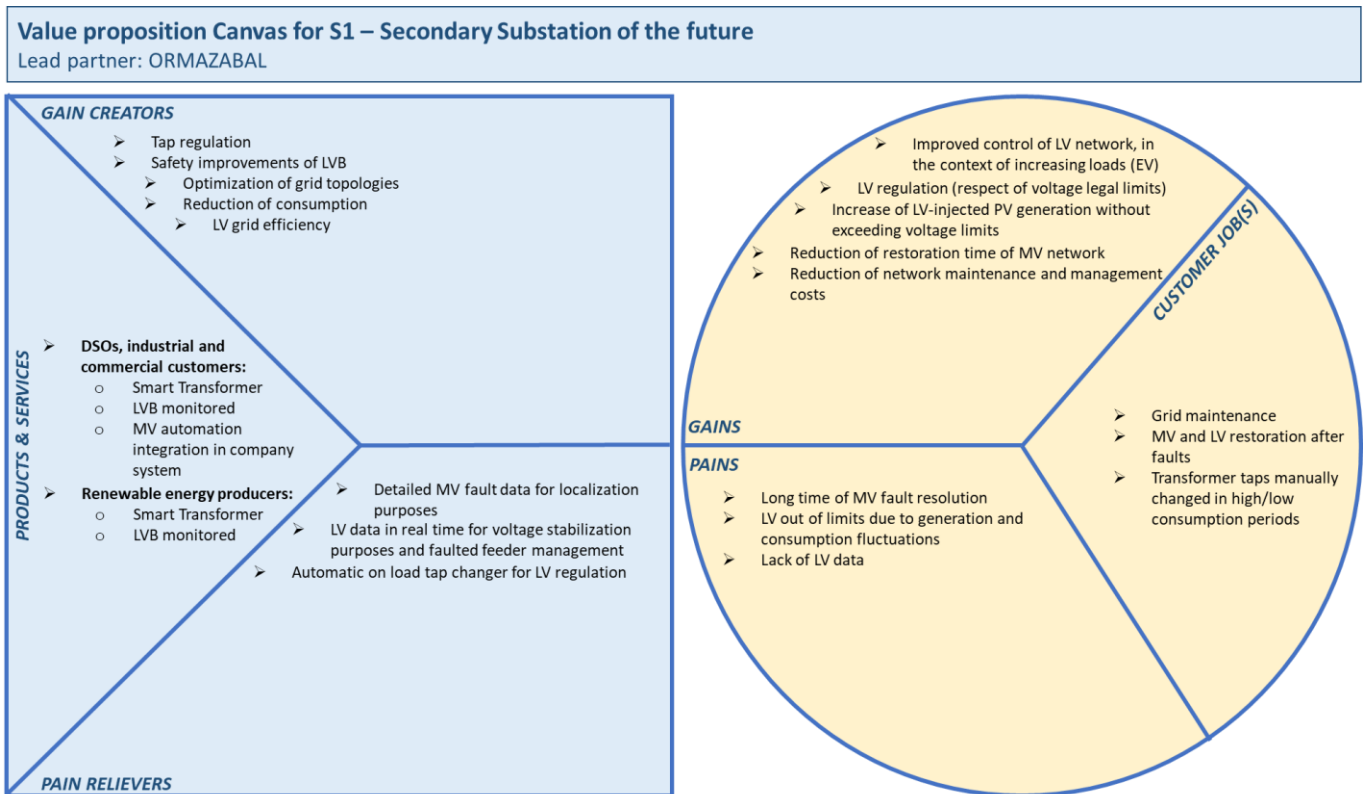 Value proposition Canvas for S1 – Secondary Substation of the future
Lead partner: ORMAZABAL
GAIN CREATORS
➢ Tap regulation
➢ Safety improvements of LVB
➢ Optimization of grid topologies
➢ Reduction of consumption
➢ LV grid efficiency
PRODUCTS & SERVICES
➢ DSOs, industrial and
commercial customers:
o Smart Transformer
o LVB monitored
o MV automation
integration in company
system
➢ Renewable energy producers:
o Smart Transformer
o LVB monitored
➢ Detailed MV fault data for localization
purposes
➢ LV data in real time for voltage stabilization
purposes and faulted feeder management
➢ Automatic on load tap changer for LV regulation
PAIN RELIEVERS
➢ Improved control of LV network, in
the context of increasing loads (EV)
➢ LV regulation (respect of voltage legal limits)
➢ Increase of LV-injected PV generation without
exceeding voltage limits
➢ Reduction of restoration time of MV network
➢ Reduction of network maintenance and management
costs
GAINS
CUSTOMER JOB(S)
➢ Grid maintenance
➢ MV and LV restoration after
faults
➢ Transformer taps manually
changed in high/low
consumption periods
PAINS
➢ Long time of MV fault resolution
➢ LV out of limits due to generation and
consumption fluctuations
➢ Lack of LV data